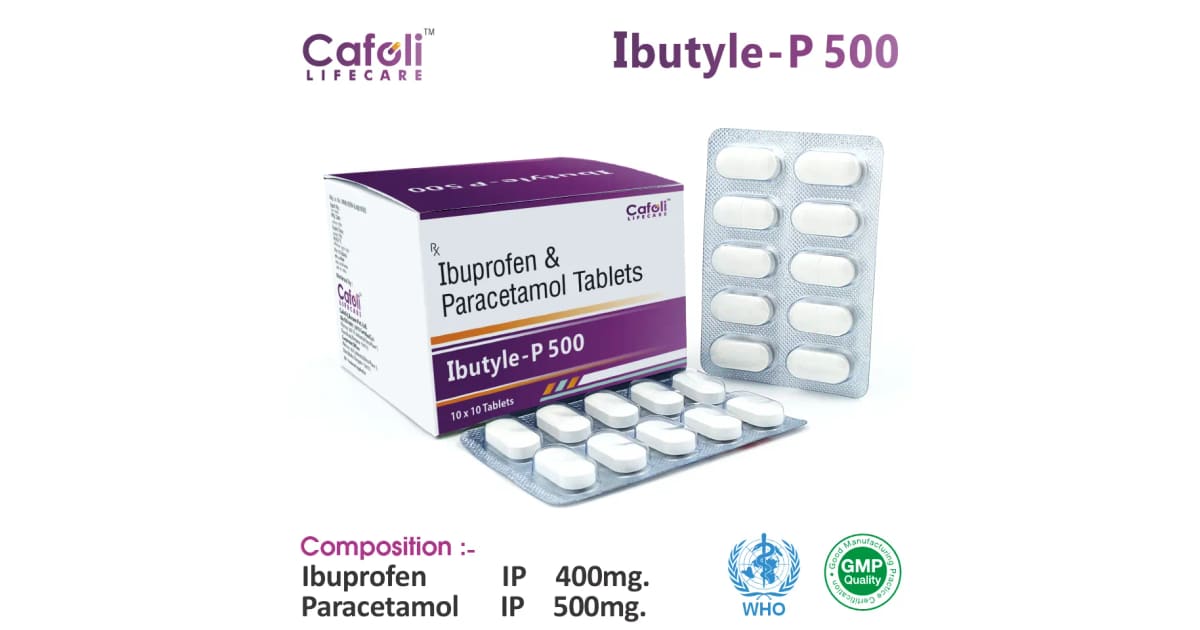 Cafoli™
LIFECARE
Ibutyle-P 500
Ibutyle-P 500
Cafoli
LIFECARE
Rx
Ibuprofen &
Paracetamol Tablets
Ibutyle-P 500
10 x 10 Tablets
Cafoli
LIFECARE
Composition :-
Ibuprofen IP 400mg.
Paracetamol IP 500mg.
WHO
Good Manufacturing
Practice Certification
GMP
Quality